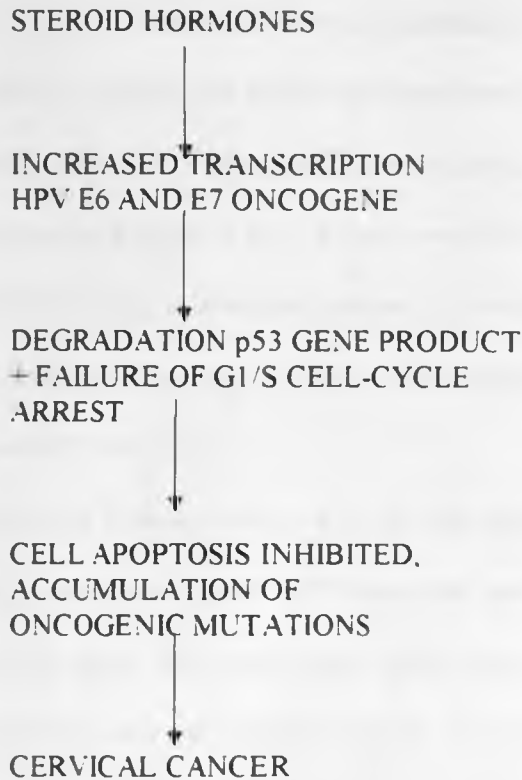 STEROID HORMONES
INCREASED TRANSCRIPTION
HPV E6 AND E7 ONCOGENE
DEGRADATION p53 GENE PRODUCT
+ FAILURE OF G1/S CELL-CYCLE
ARREST
CELL APOPTOSIS INHIBITED,
ACCUMULATION OF
ONCOGENIC MUTATIONS
CERVICAL CANCER